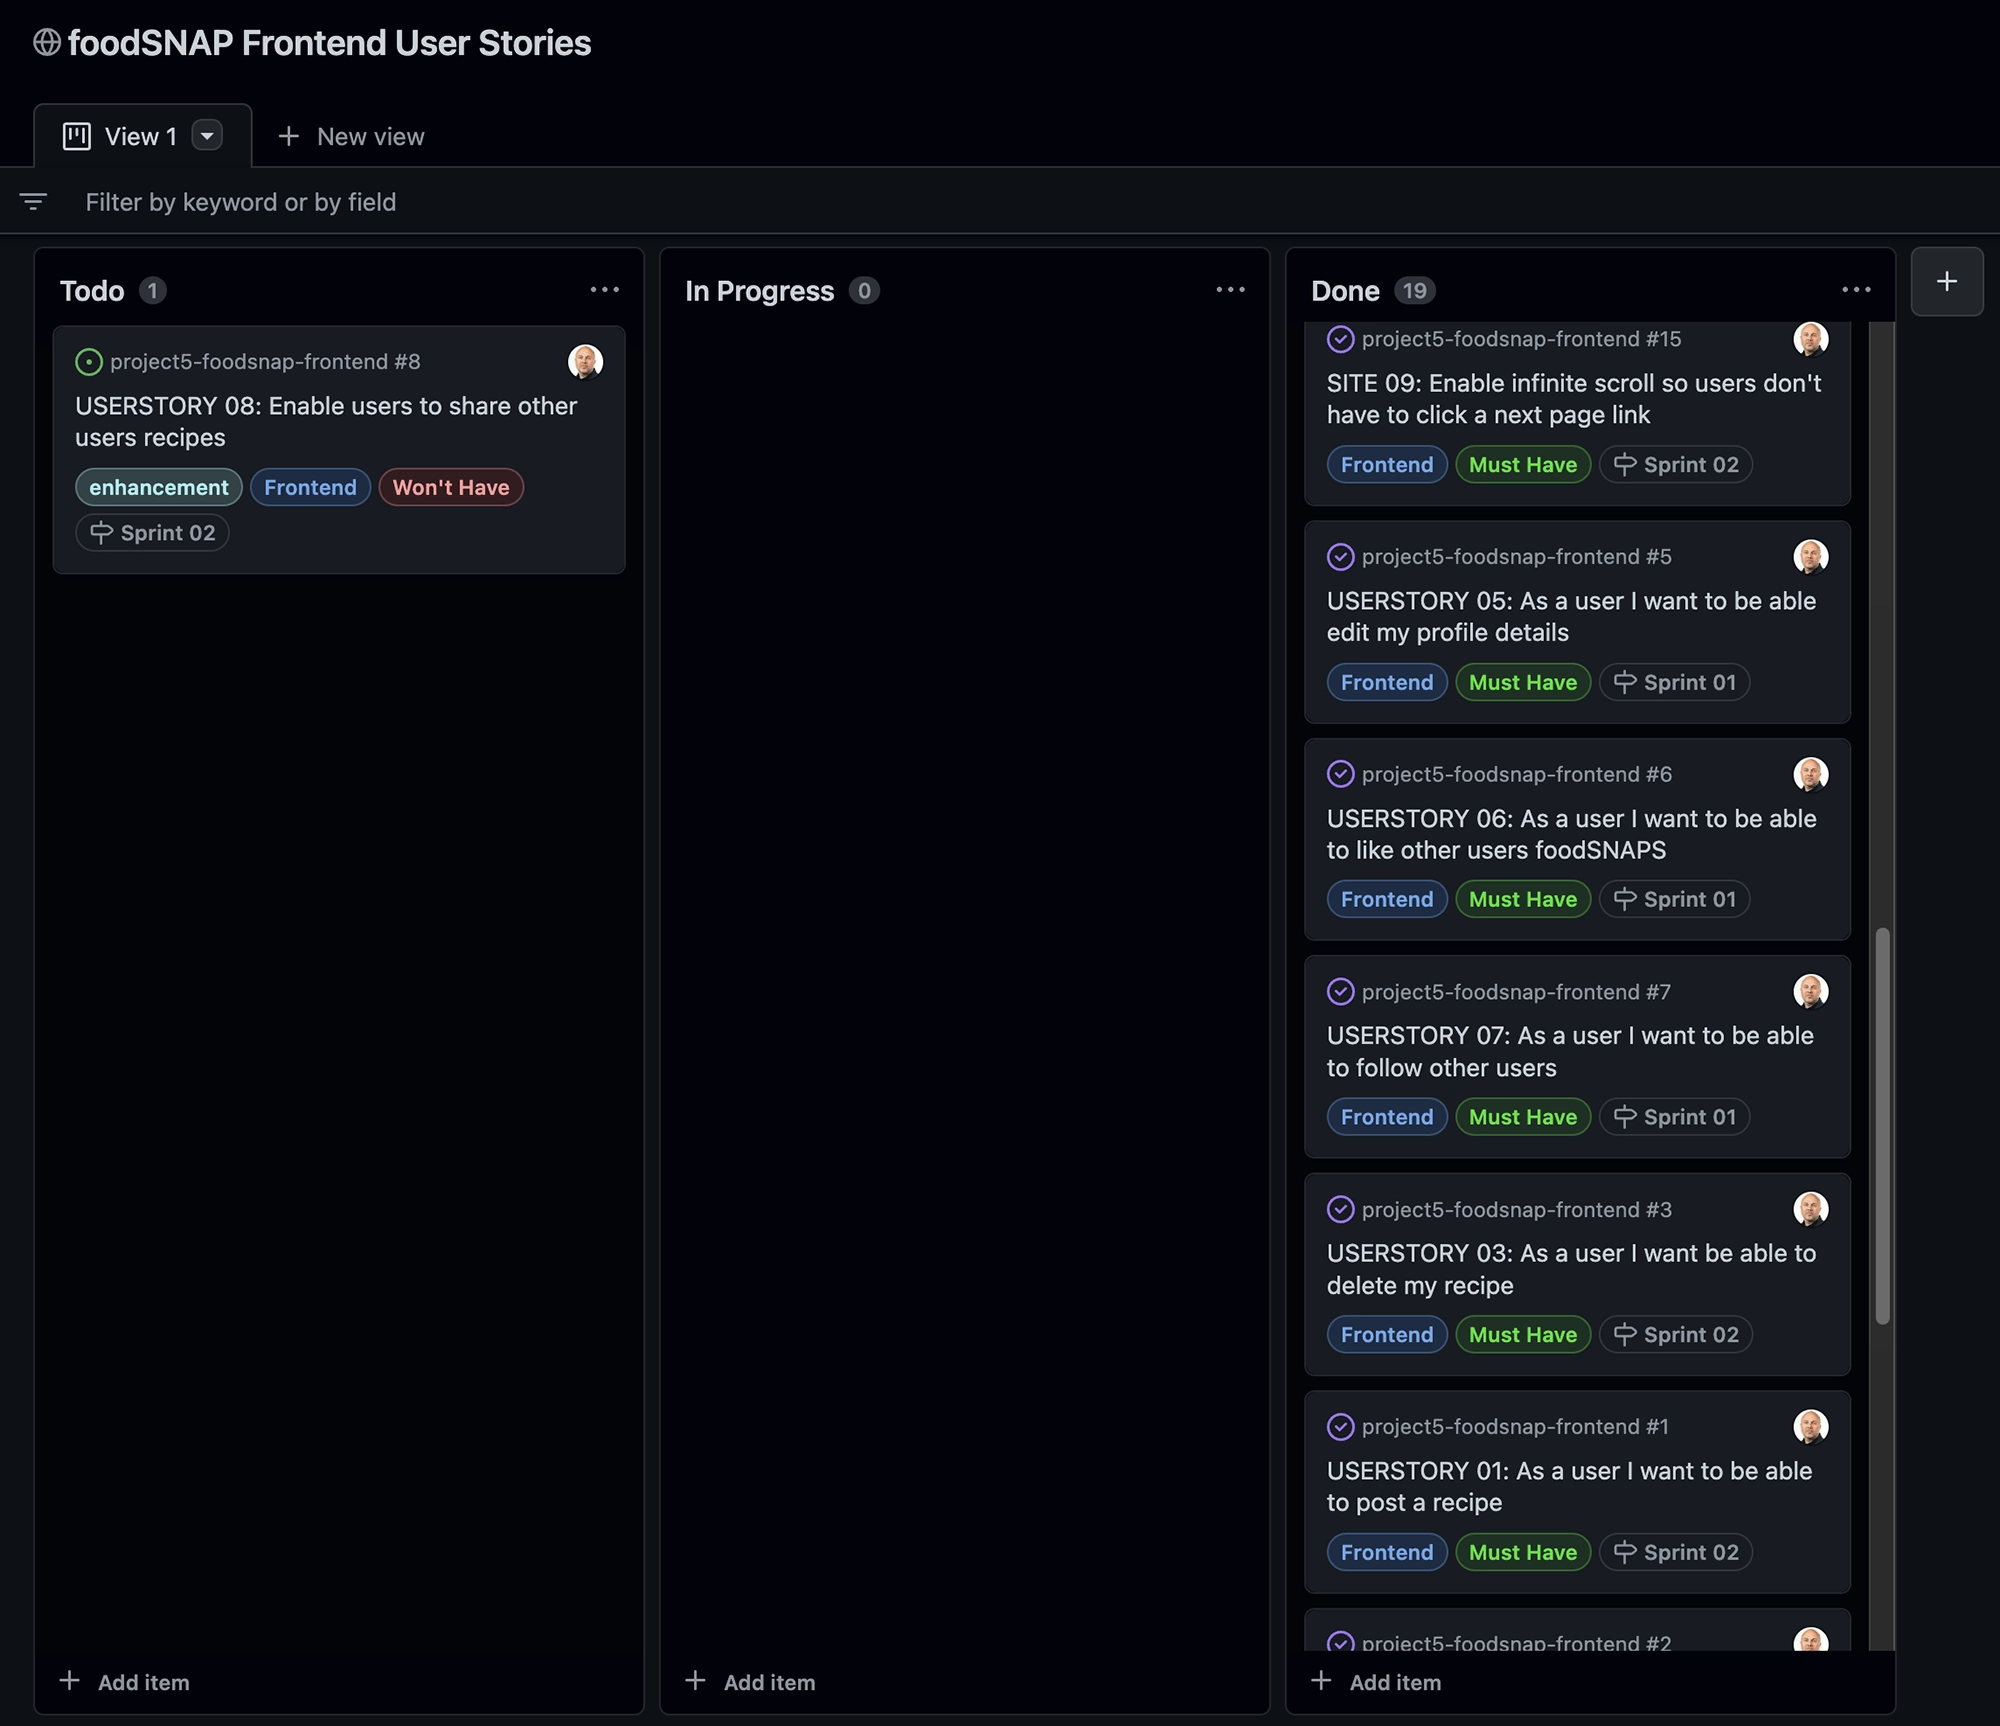 foodSNAP Frontend User Stories
View 1
New view
Filter by keyword or by field
Todo 1
project5-foodsnap-frontend #8
USERSTORY 08: Enable users to share other
users recipes
enhancement Frontend Won't Have
Sprint 02
Add item
In Progress 0
Add item
Done 19
project5-foodsnap-frontend #15
SITE 09: Enable infinite scroll so users don't
have to click a next page link
Frontend Must Have Sprint 02
project5-foodsnap-frontend #5
USERSTORY 05: As a user I want to be able
edit my profile details
Frontend Must Have Sprint 01
project5-foodsnap-frontend #6
USERSTORY 06: As a user I want to be able
to like other users foodSNAPS
Frontend Must Have Sprint 01
project5-foodsnap-frontend #7
USERSTORY 07: As a user I want to be able
to follow other users
Frontend Must Have Sprint 01
project5-foodsnap-frontend #3
USERSTORY 03: As a user I want be able to
delete my recipe
Frontend Must Have Sprint 02
project5-foodsnap-frontend #1
USERSTORY 01: As a user I want to be able
to post a recipe
Frontend Must Have Sprint 02
project5-foodsnap-frontend #2
Add item